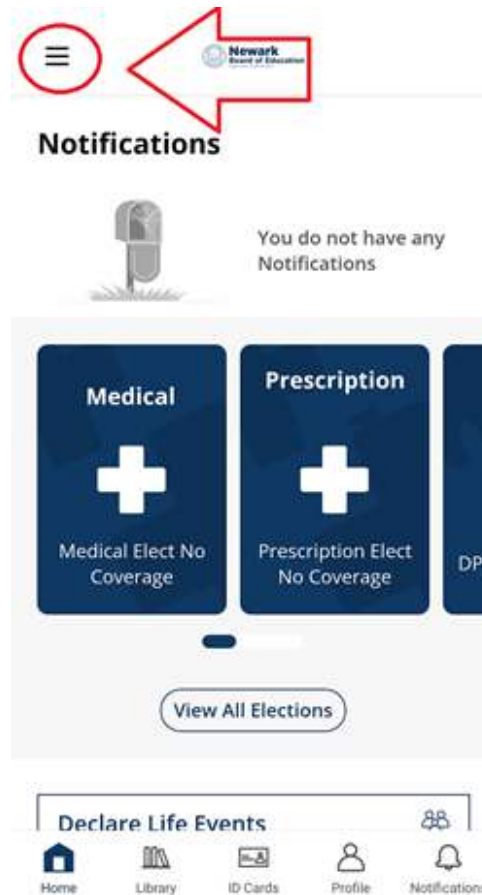 Newark
Board of Education
Notifications
You do not have any
Notifications
Medical
Medical Elect No
Coverage
Prescription
Prescription Elect
No Coverage
DP
View All Elections
Declare Life Events
Home
Library
ID Cards
Profile
Notifications